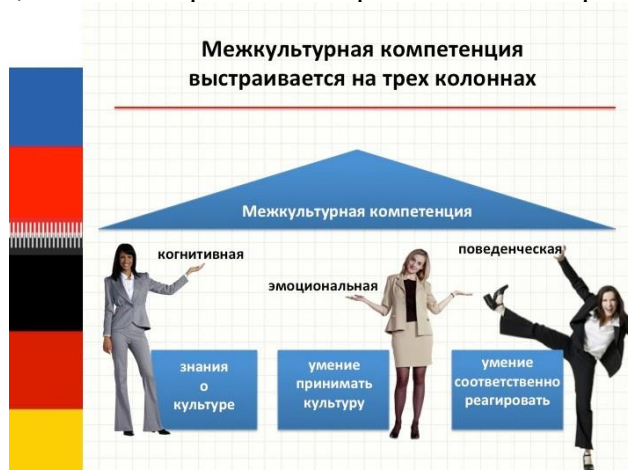 Межкультурная компетенция
выстраивается на трех колоннах
Межкультурная компетенция
когнитивная
эмоциональная
поведенческая
знания
о
культуре
умение
принимать
культуру
умение
соответственно
реагировать